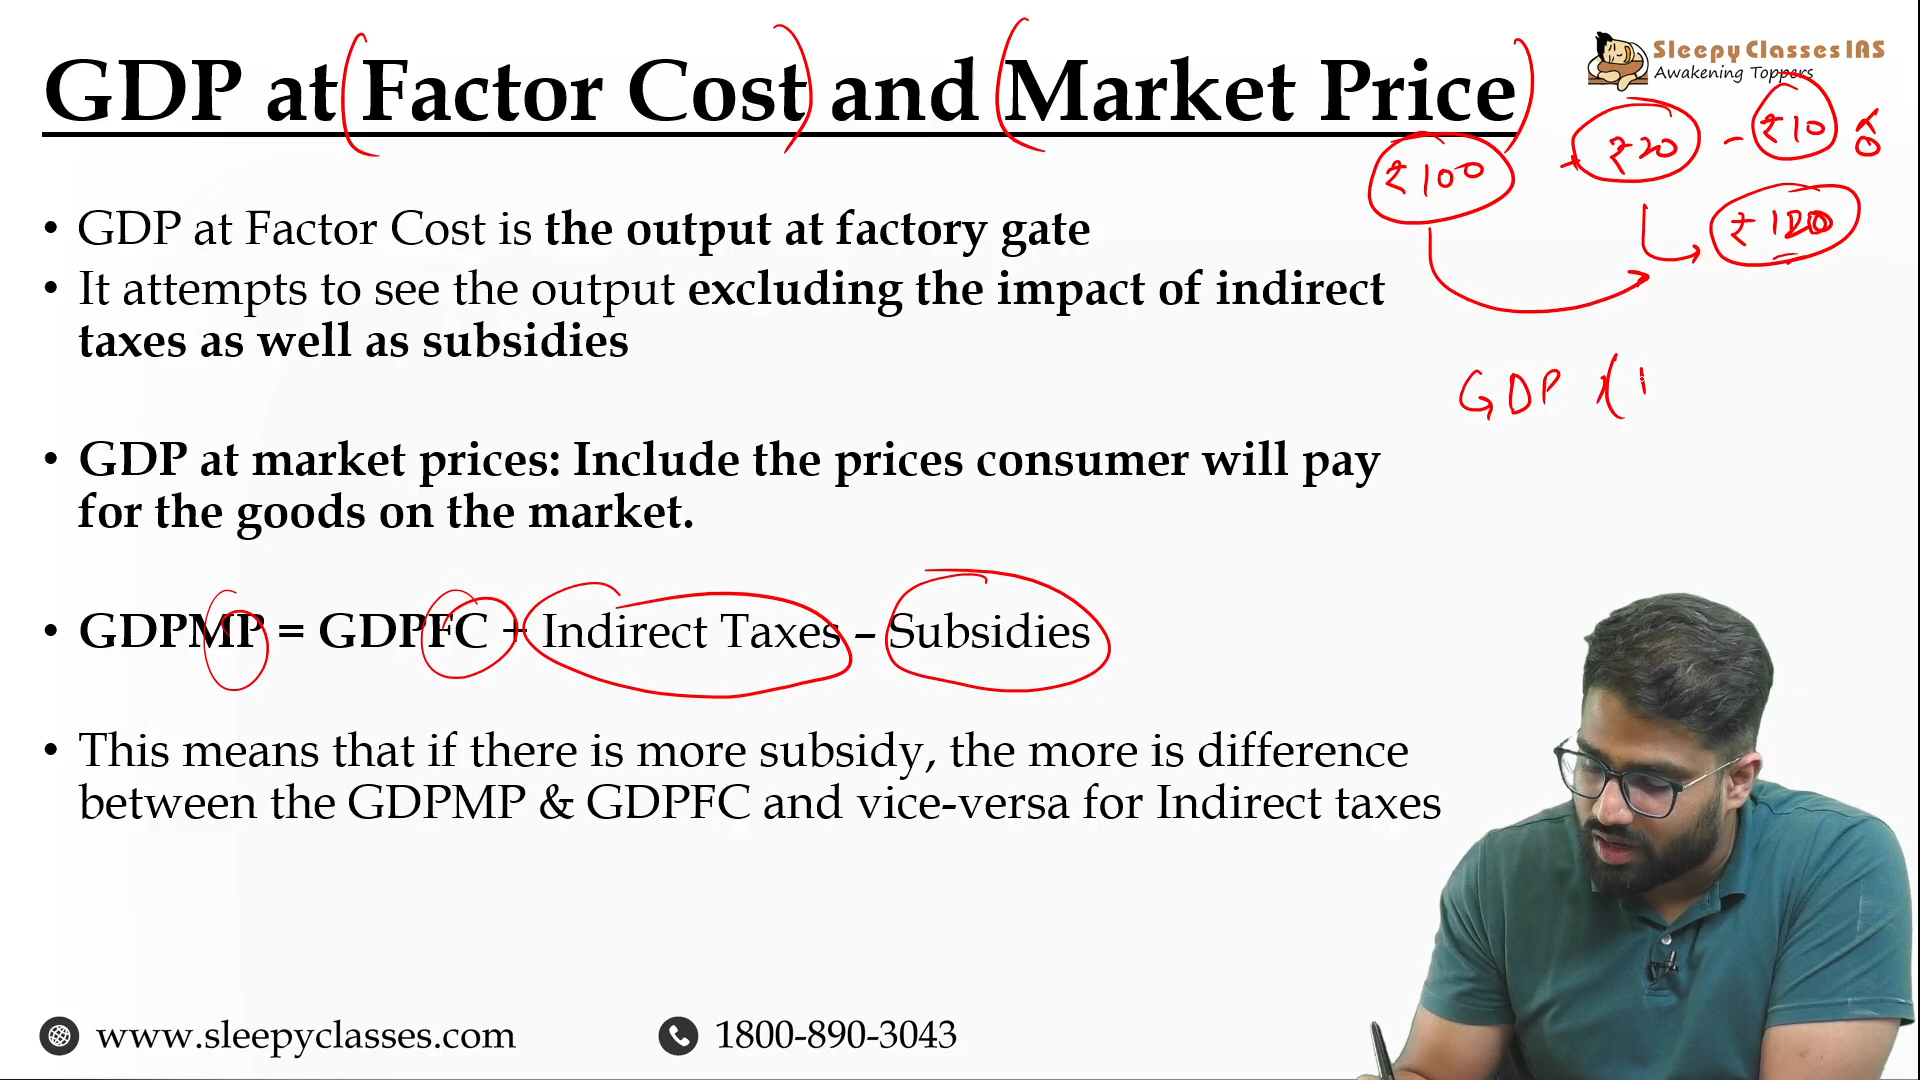 GDP at Factor Cost and Market Price
Sleepy Classes IAS
Awakening Toppers
₹100 + ₹20 - ₹10
• GDP at Factor Cost is the output at factory gate
• It attempts to see the output excluding the impact of indirect
taxes as well as subsidies
GDP (
• GDP at market prices: Include the prices consumer will pay
for the goods on the market.
• GDPMP = GDPFC + Indirect Taxes – Subsidies
• This means that if there is more subsidy, the more is difference
between the GDPMP & GDPFC and vice-versa for Indirect taxes
www.sleepyclasses.com
1800-890-3043